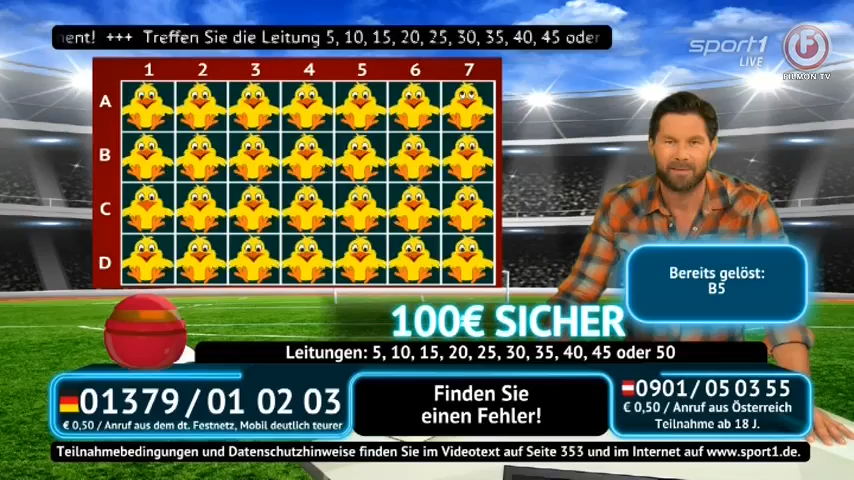 nent! +++ Treffen Sie die Leitung 5, 10, 15, 20, 25, 30, 35, 40, 45 oder
sport1
LIVE
F
FILMON TV
1 2 3 4 5 6 7
A
B
C
D
Bereits gelöst:
B5
100€ SICHER
Leitungen: 5, 10, 15, 20, 25, 30, 35, 40, 45 oder 50
01379/01 02 03
€ 0,50 / Anruf aus dem dt. Festnetz, Mobil deutlich teurer
Finden Sie
einen Fehler!
0901/05 03 55
€ 0,50 / Anruf aus Österreich
Teilnahme ab 18 J.
Teilnahmebedingungen und Datenschutzhinweise finden Sie im Videotext auf Seite 353 und im Internet auf www.sport1.de.